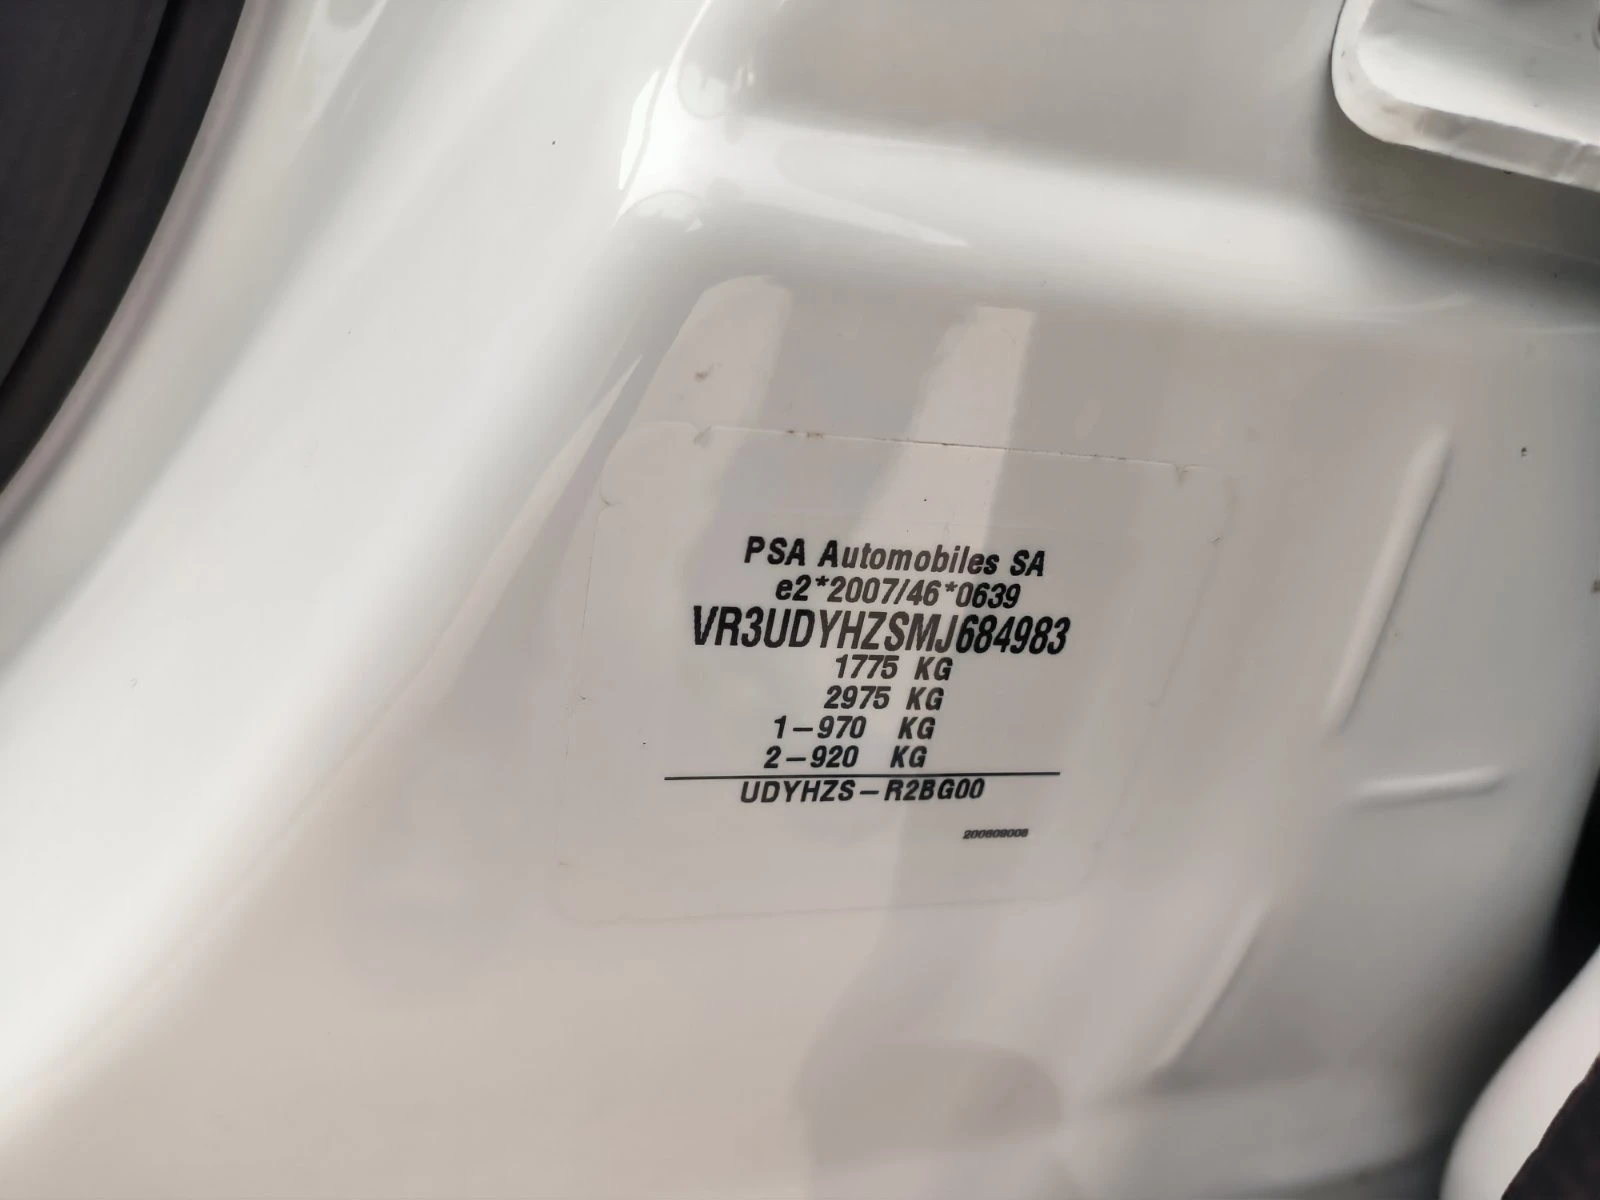 PSA Automobiles SA
e2*2007/46*0639
VR3UDYHZSMJ684983
1775 KG
2975 KG
1-970 KG
2-920 KG
UDYHZS-R2BG00